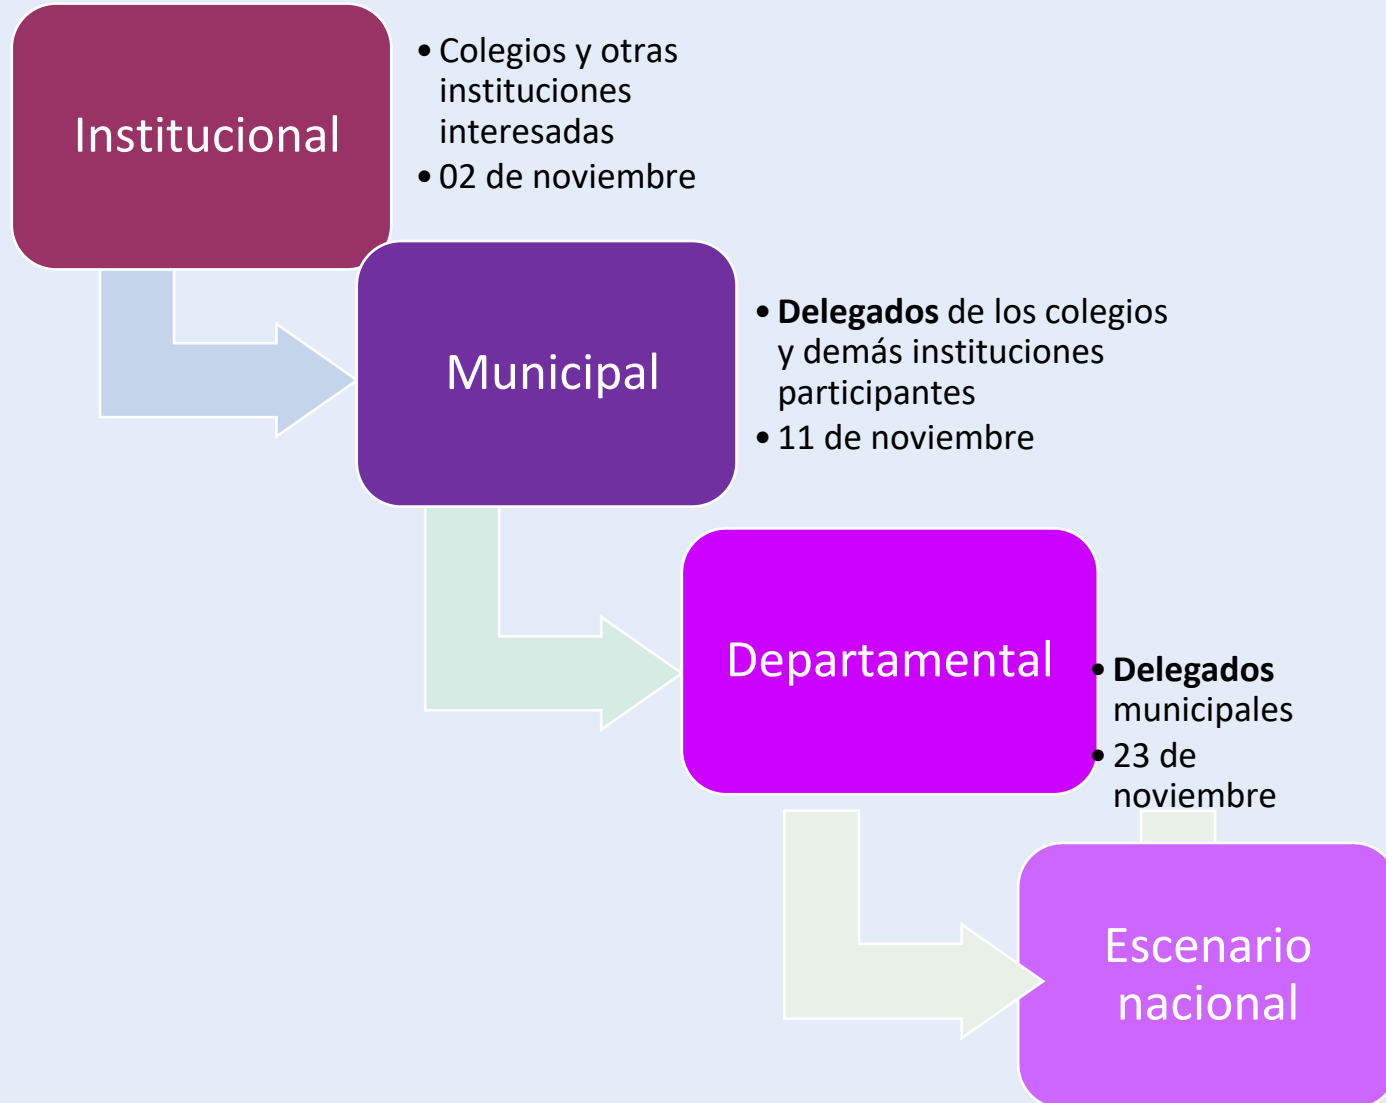 Institucional
• Colegios y otras
instituciones
interesadas
• 02 de noviembre
Municipal
• Delegados de los colegios
y demás instituciones
participantes
• 11 de noviembre
Departamental
• Delegados
municipales
• 23 de
noviembre
Escenario
nacional